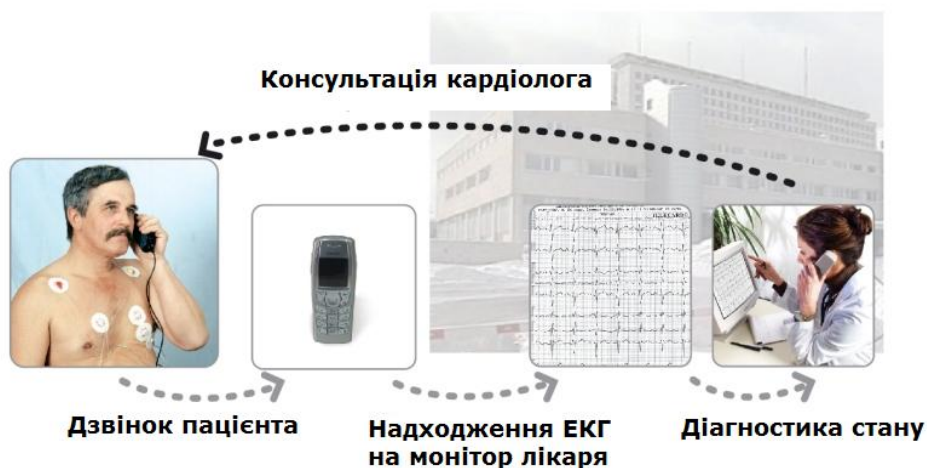 Консультація кардіолога
Дзвінок пацієнта
Надходження ЕКГ
на монітор лікаря
Діагностика стану